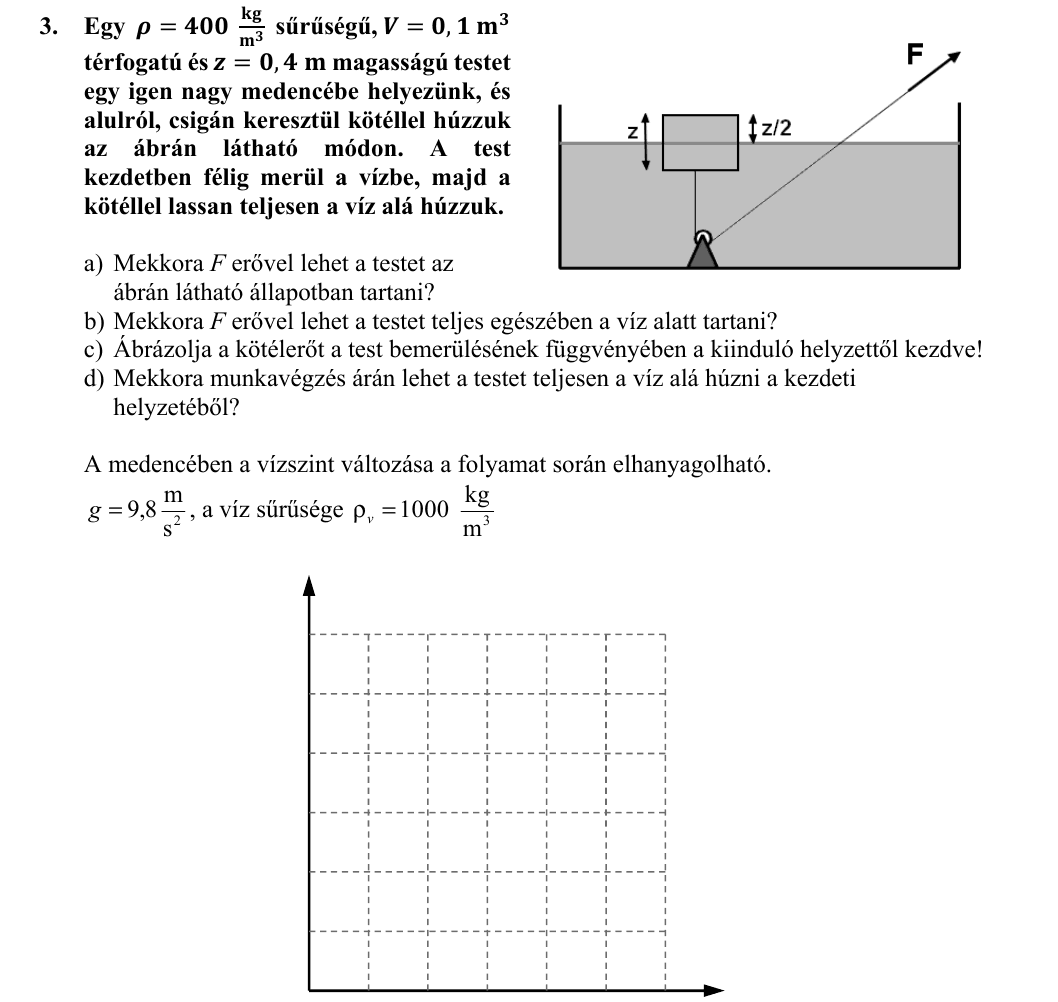 3. Egy ρ = 400 kg/m³ sűrűségű, V = 0,1 m³
térfogatú és z = 0,4 m magasságú testet
egy igen nagy medencébe helyezünk, és
alulról, csigán keresztül kötéllel húzzuk
az ábrán látható módon. A test
kezdetben félig merül a vízbe, majd a
kötéllel lassan teljesen a víz alá húzzuk.
F
z
z/2
a) Mekkora F erővel lehet a testet az
ábrán látható állapotban tartani?
b) Mekkora F erővel lehet a testet teljes egészében a víz alatt tartani?
c) Ábrázolja a kötélerőt a test bemerülésének függvényében a kiinduló helyzettől kezdve!
d) Mekkora munkavégzés árán lehet a testet teljesen a víz alá húzni a kezdeti
helyzetéből?
A medencében a vízszint változása a folyamat során elhanyagolható.
g = 9,8 m/s², a víz sűrűsége ρᵥ = 1000 kg/m³